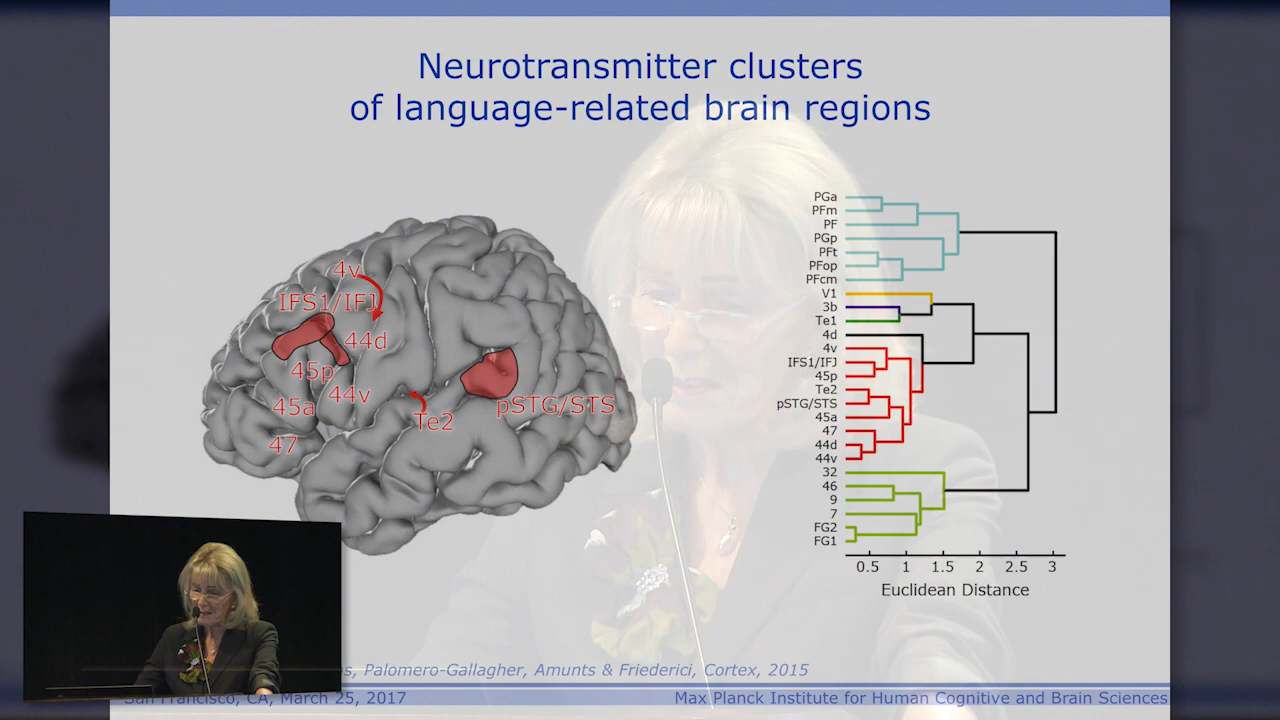 Neurotransmitter clusters
of language-related brain regions
4v
IFS1/IFJ
44d
45p
44v
45a
47
Te2
pSTG/STS
PGa
PFm
PF
PGp
PFt
PFop
PFcm
V1
3b
Te1
4d
4v
IFS1/IFJ
45p
Te2
pSTG/STS
45a
47
44d
44v
32
46
9
7
FG2
FG1
0.5 1 1.5 2 2.5 3
Euclidean Distance
Palomero-Gallagher, Amunts & Friederici, Cortex, 2015
San Francisco, CA, March 25, 2017
Max Planck Institute for Human Cognitive and Brain Sciences